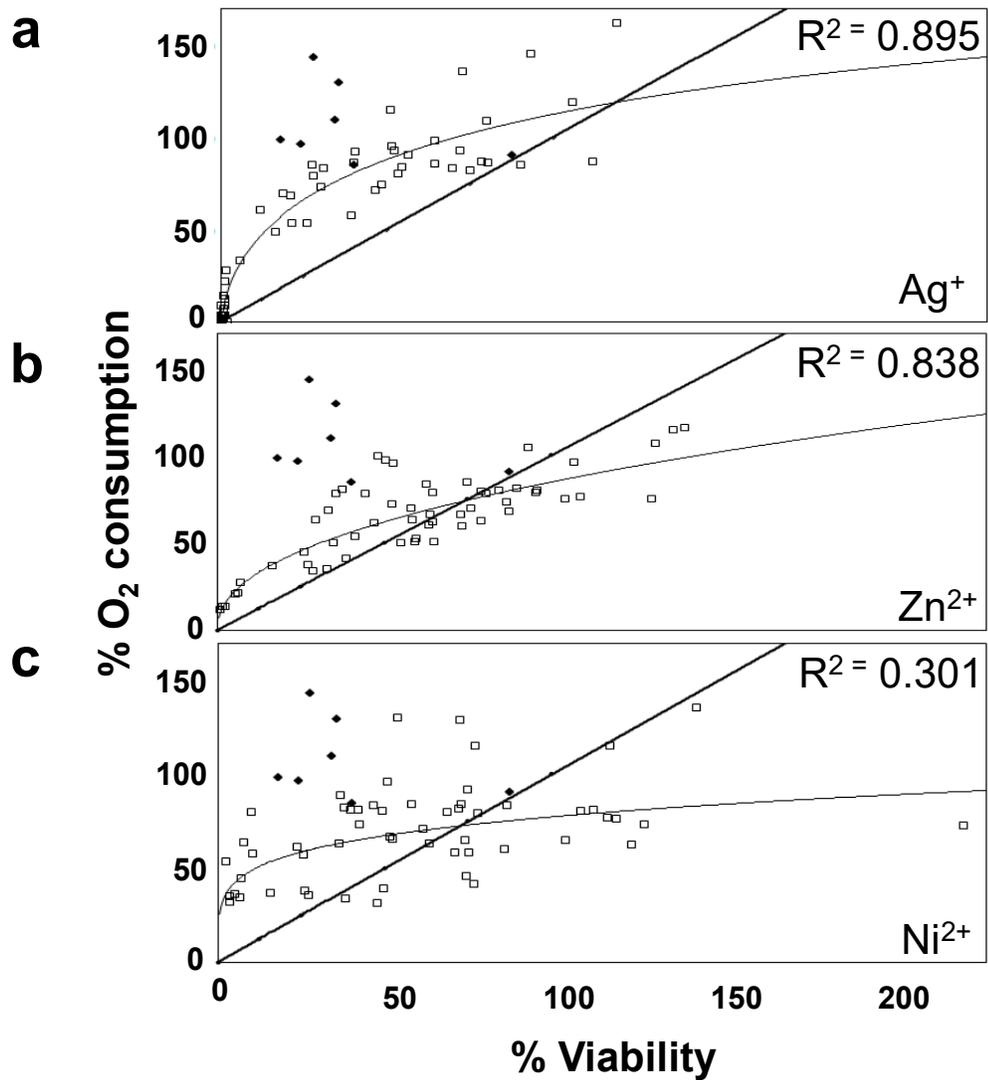 a
150
100
50
0
R² = 0.895
Ag⁺
b
150
100
50
0
R² = 0.838
Zn²⁺
% O₂ consumption
c
150
100
50
0
R² = 0.301
Ni²⁺
0 50 100 150 200
% Viability